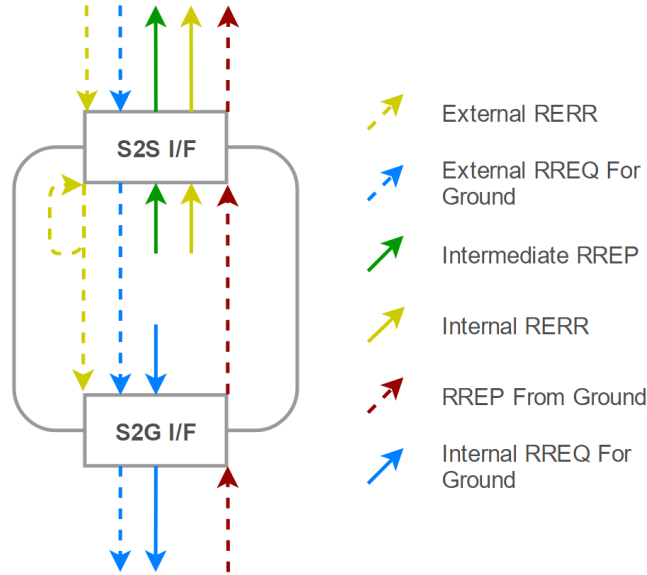 S2S I/F
S2G I/F
External RERR
External RREQ For
Ground
Intermediate RREP
Internal RERR
RREP From Ground
Internal RREQ For
Ground